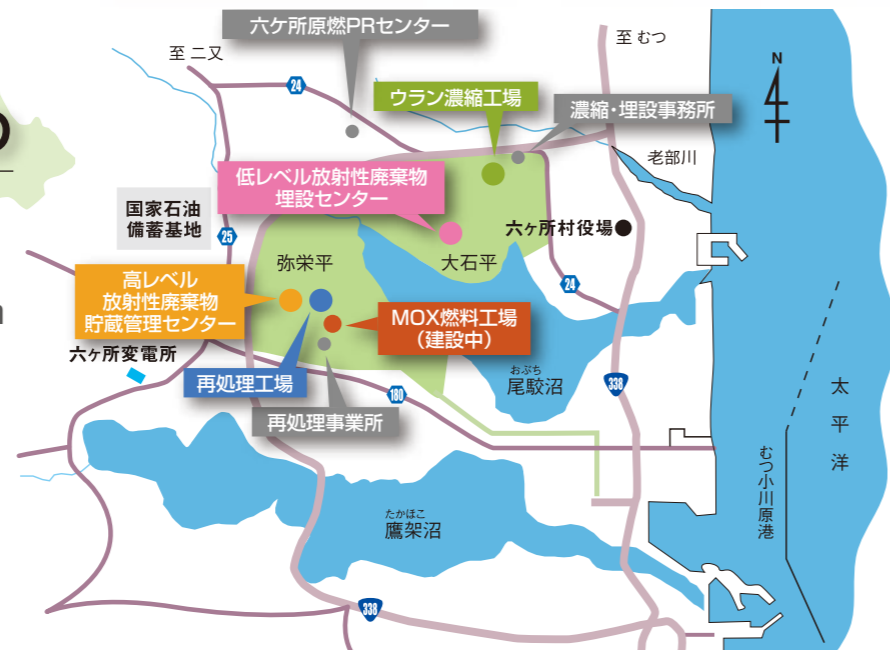 六ケ所原燃PRセンター
至 二又
至 むつ
24
N
ウラン濃縮工場
濃縮・埋設事務所
老部川
低レベル放射性廃棄物
埋設センター
国家石油
備蓄基地
25
六ヶ所村役場
弥栄平
大石平
24
高レベル
放射性廃棄物
貯蔵管理センター
MOX燃料工場
(建設中)
六ヶ所変電所
再処理工場
おぶち
尾駮沼
338
180
太平洋
再処理事業所
むつ小川原港
たかほこ
鷹架沼
338